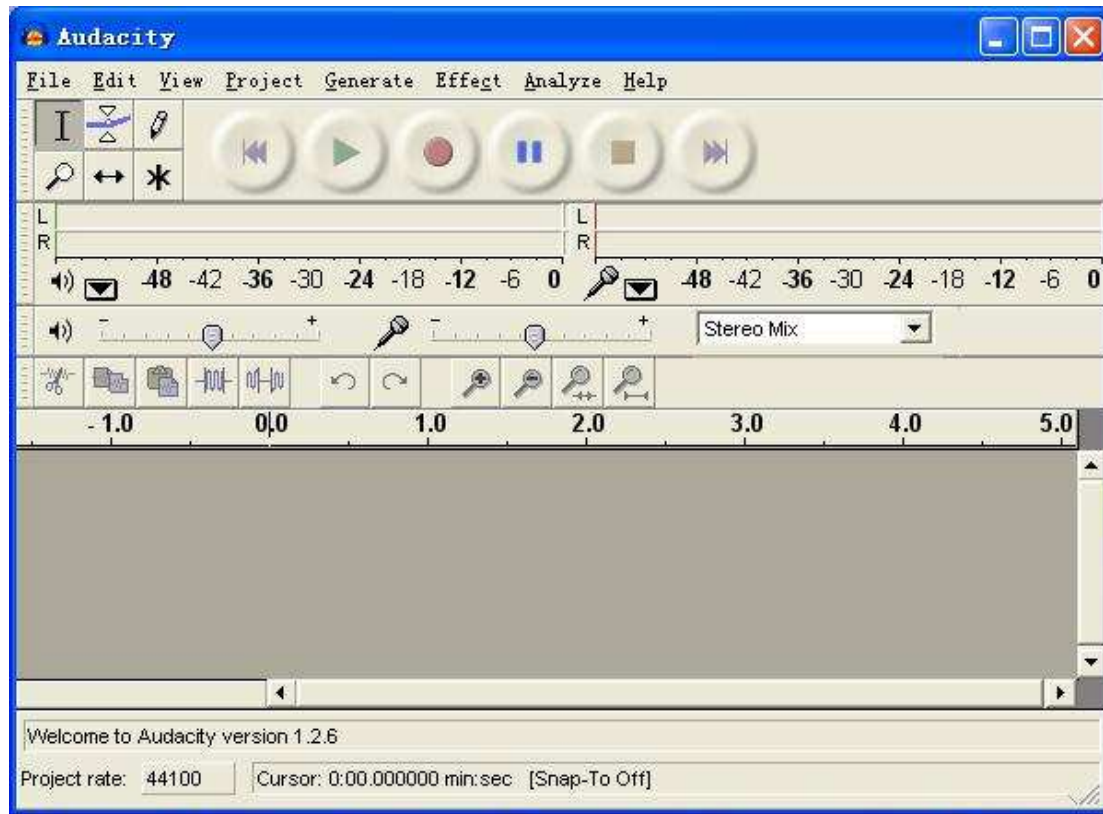 Audacity
File Edit View Project Generate Effect Analyze Help
L L
R R
-48 -42 -36 -30 -24 -18 -12 -6 0 -48 -42 -36 -30 -24 -18 -12 -6 0
- + - + Stereo Mix
- 1.0 0.0 1.0 2.0 3.0 4.0 5.0
Welcome to Audacity version 1.2.6
Project rate: 44100 Cursor: 0:00.000000 min:sec [Snap-To Off]